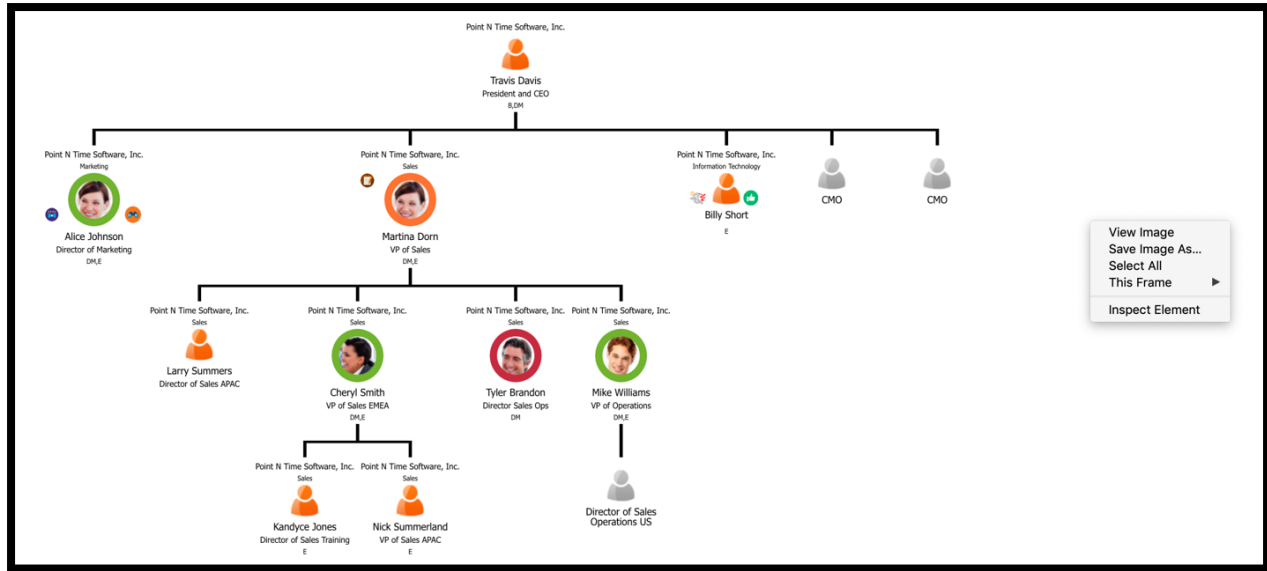 Point N Time Software, Inc.
Travis Davis
President and CEO
B,DM
Point N Time Software, Inc.
Marketing
Alice Johnson
Director of Marketing
DM,E
Point N Time Software, Inc.
Sales
Martina Dorn
VP of Sales
DM,E
Point N Time Software, Inc.
Information Technology
Billy Short
E
CMO
CMO
View Image
Save Image As...
Select All
This Frame
Inspect Element
Point N Time Software, Inc.
Sales
Larry Summers
Director of Sales APAC
Point N Time Software, Inc.
Sales
Cheryl Smith
VP of Sales EMEA
DM,E
Point N Time Software, Inc.
Sales
Tyler Brandon
Director Sales Ops
DM
Point N Time Software, Inc.
Sales
Mike Williams
VP of Operations
DM,E
Point N Time Software, Inc.
Sales
Kandyce Jones
Director of Sales Training
E
Point N Time Software, Inc.
Sales
Nick Summerland
VP of Sales APAC
E
Director of Sales
Operations US